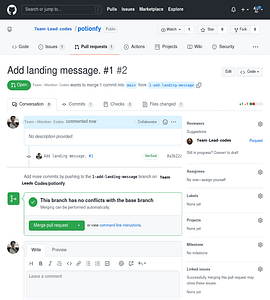 Search or jump to...
Pulls Issues Marketplace Explore
Team-Lead-codes / potionfy Public
Watch 1 Star Fork 0
Code Issues 1 Pull requests 1 Actions Projects Wiki Security
Add landing message. #1 #2
Edit Code
Open Team-Member-Codes wants to merge 1 commit into main from 1-add-landing-message
Conversation 0 Commits 1 Checks 0 Files changed 1
Team-Member-Codes commented now
Collaborator
No description provided.
Add landing message. #1
Verified
Add more commits by pushing to the 1-add-landing-message branch on Team-
Lead-Codes/potionfy.
This branch has no conflicts with the base branch
Merging can be performed automatically.
Merge pull request or view command line instructions.
Write Preview
Leave a comment
Reviewers
Suggestions
Team-Lead-codes Request
Still in progress? Convert to draft
Assignees
No one—assign yourself
Labels
None yet
Projects
None yet
Milestone
No milestone
Linked issues
Successfully merging this pull request may
close these issues.
None yet